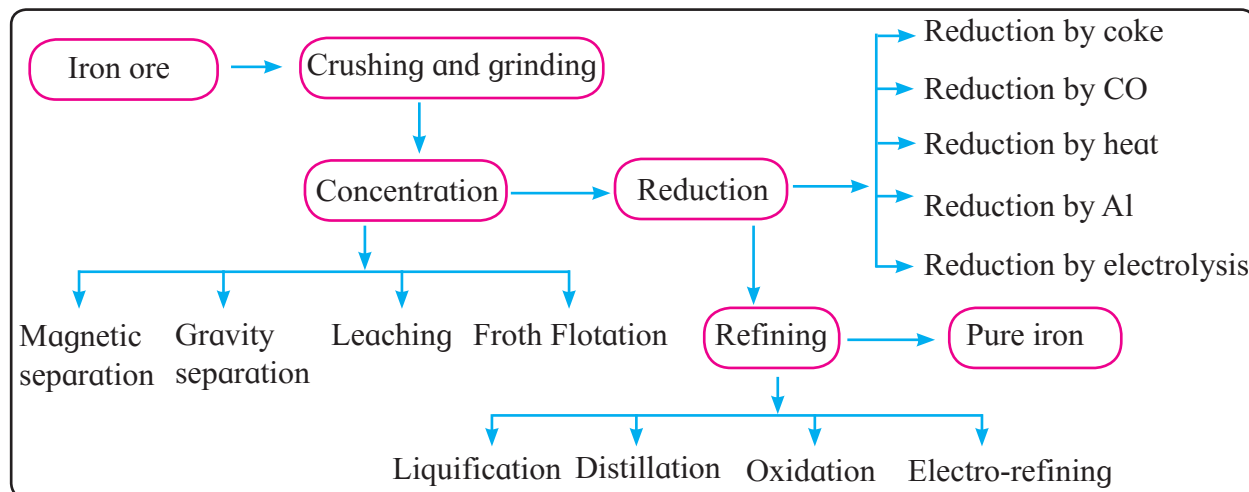 Iron ore
Crushing and grinding
Reduction by coke
Reduction by CO
Reduction by heat
Reduction by Al
Reduction by electrolysis
Concentration
Reduction
Magnetic
separation
Gravity
separation
Leaching
Froth Flotation
Refining
Pure iron
Liquification
Distillation
Oxidation
Electro-refining